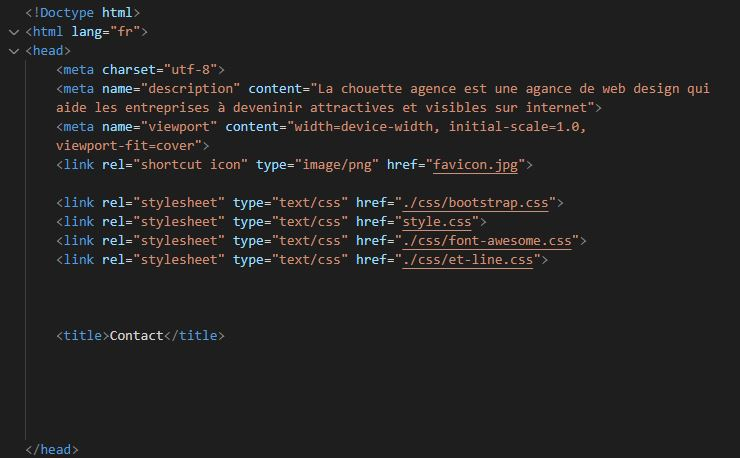 <!Doctype html>
<html lang="fr">
<head>
<meta charset="utf-8">
<meta name="description" content="La chouette agence est une agance de web design qui
aide les entreprises à deveninir attractives et visibles sur internet">
<meta name="viewport" content="width=device-width, initial-scale=1.0,
viewport-fit=cover">
<link rel="shortcut icon" type="image/png" href="favicon.jpg">
<link rel="stylesheet" type="text/css" href="./css/bootstrap.css">
<link rel="stylesheet" type="text/css" href="style.css">
<link rel="stylesheet" type="text/css" href="./css/font-awesome.css">
<link rel="stylesheet" type="text/css" href="./css/et-line.css">
<title>Contact</title>
</head>